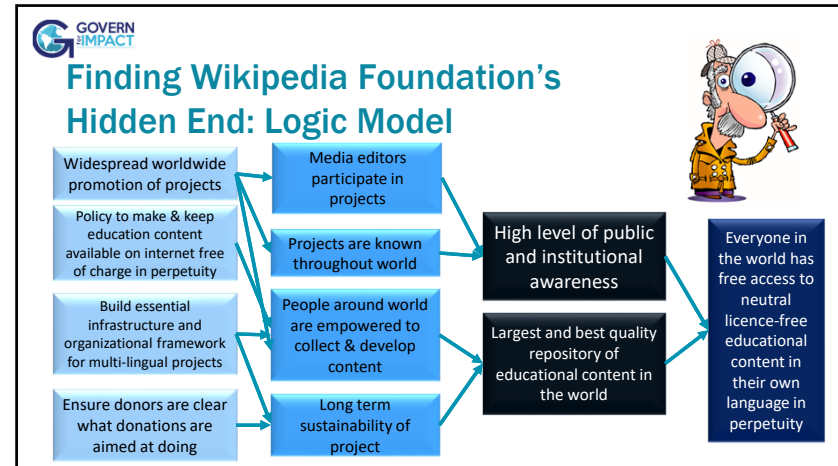 GOVERN
for IMPACT
Finding Wikipedia Foundation's
Hidden End: Logic Model
Widespread worldwide
promotion of projects
Policy to make & keep
education content
available on internet free
of charge in perpetuity
Build essential
infrastructure and
organizational framework
for multi-lingual projects
Ensure donors are clear
what donations are
aimed at doing
Media editors
participate in
projects
Projects are known
throughout world
People around world
are empowered to
collect & develop
content
Long term
sustainability of
project
High level of public
and institutional
awareness
Largest and best quality
repository of
educational content in
the world
Everyone in
the world has
free access to
neutral
licence-free
educational
content in
their own
language in
perpetuity